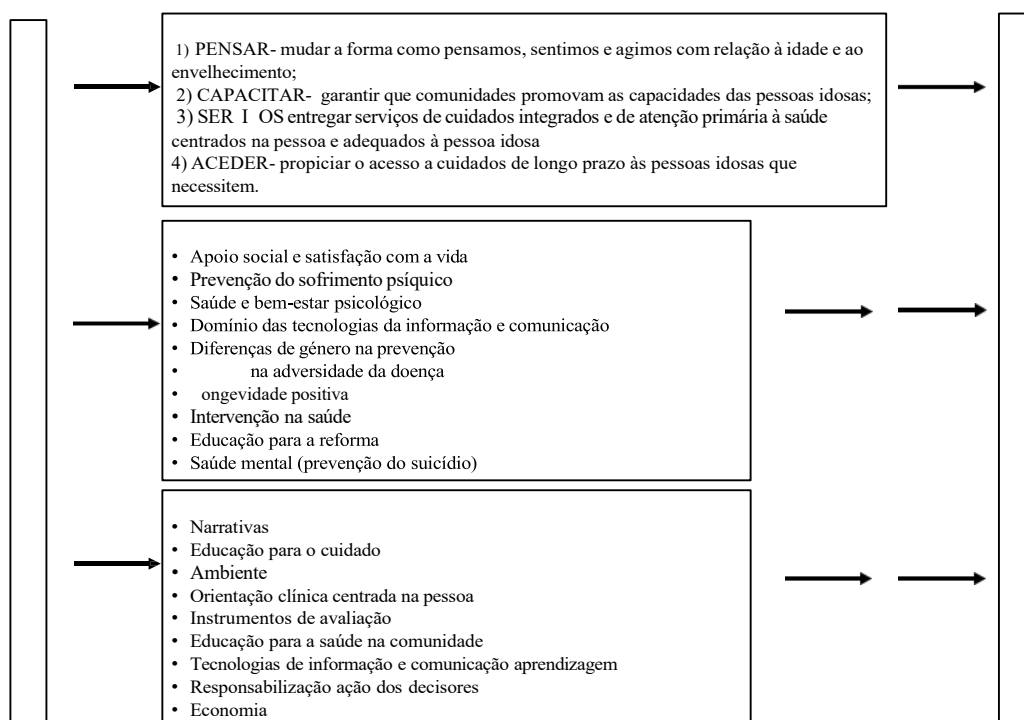 1) PENSAR- mudar a forma como pensamos, sentimos e agimos com relação à idade e ao
envelhecimento;
2) CAPACITAR- garantir que comunidades promovam as capacidades das pessoas idosas;
3) SER I OS entregar serviços de cuidados integrados e de atenção primária à saúde
centrados na pessoa e adequados à pessoa idosa
4) ACEDER- propiciar o acesso a cuidados de longo prazo às pessoas idosas que
necessitem.
• Apoio social e satisfação com a vida
• Prevenção do sofrimento psíquico
• Saúde e bem-estar psicológico
• Domínio das tecnologias da informação e comunicação
• Diferenças de género na prevenção
• na adversidade da doença
• ongevidade positiva
• Intervenção na saúde
• Educação para a reforma
• Saúde mental (prevenção do suicídio)
• Narrativas
• Educação para o cuidado
• Ambiente
• Orientação clínica centrada na pessoa
• Instrumentos de avaliação
• Educação para a saúde na comunidade
• Tecnologias de informação e comunicação aprendizagem
• Responsabilização ação dos decisores
• Economia